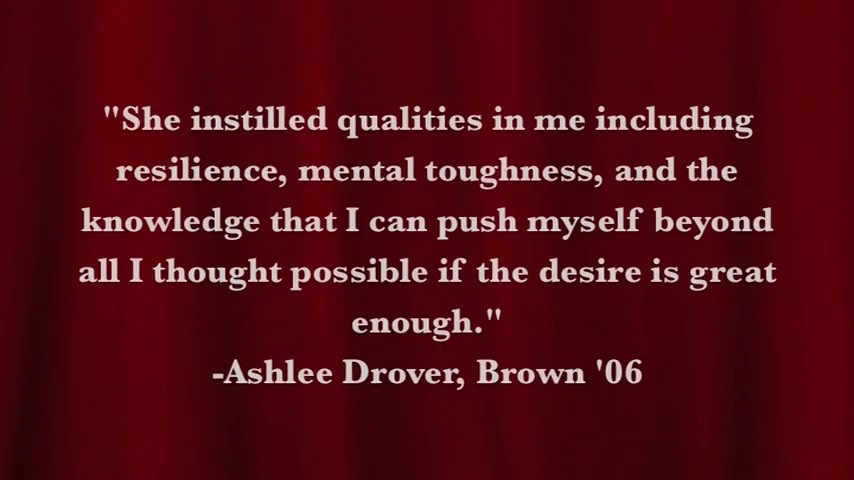 "She instilled qualities in me including
resilience, mental toughness, and the
knowledge that I can push myself beyond
all I thought possible if the desire is great
enough."
-Ashlee Drover, Brown '06